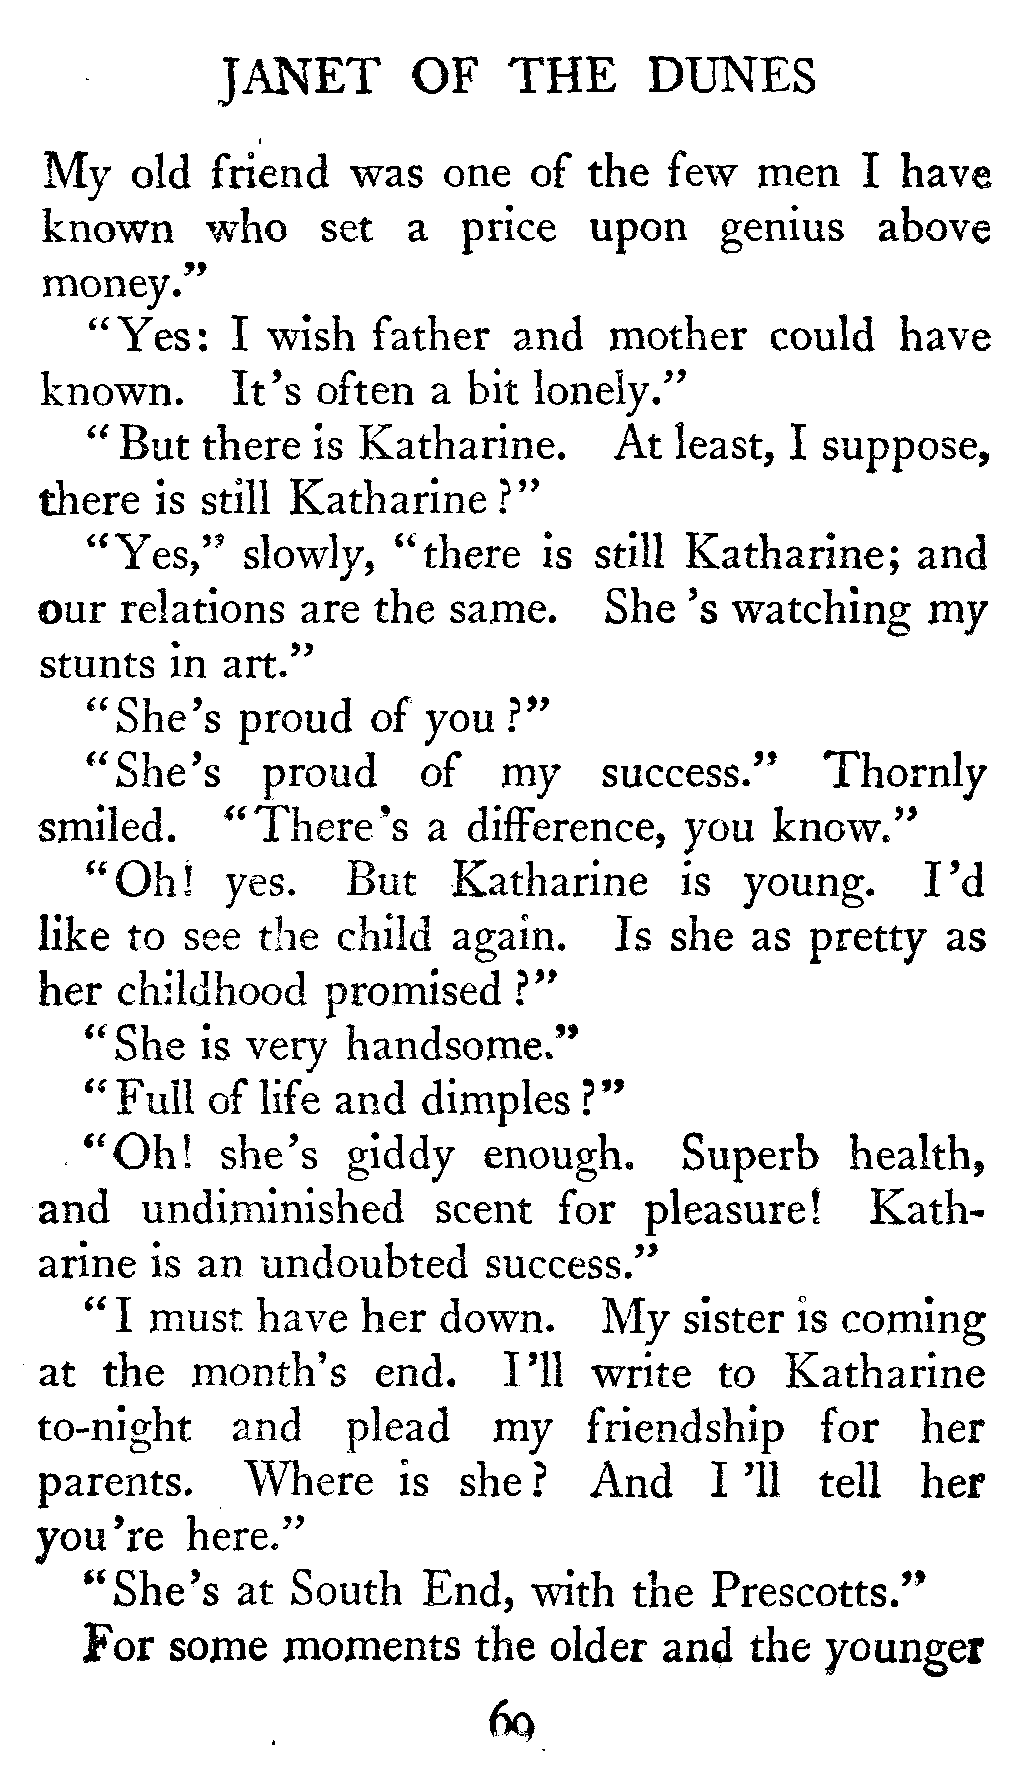 JANET OF THE DUNES
My old friend was one of the few men I have
known who set a price upon genius above
money."
"Yes: I wish father and mother could have
known. It's often a bit lonely."
"But there is Katharine. At least, I suppose,
there is still Katharine?"
"Yes," slowly, "there is still Katharine; and
our relations are the same. She 's watching my
stunts in art."
"She's proud of you?"
"She's proud of my success." Thornly
smiled. "There's a difference, you know."
"Oh! yes. But Katharine is young. I'd
like to see the child again. Is she as pretty as
her childhood promised?"
"She is very handsome."
"Full of life and dimples?"
"Oh! she's giddy enough. Superb health,
and undiminished scent for pleasure! Kath-
arine is an undoubted success."
"I must have her down. My sister is coming
at the month's end. I'll write to Katharine
to-night and plead my friendship for her
parents. Where is she? And I'll tell her
you're here."
"She's at South End, with the Prescotts."
For some moments the older and the younger
69